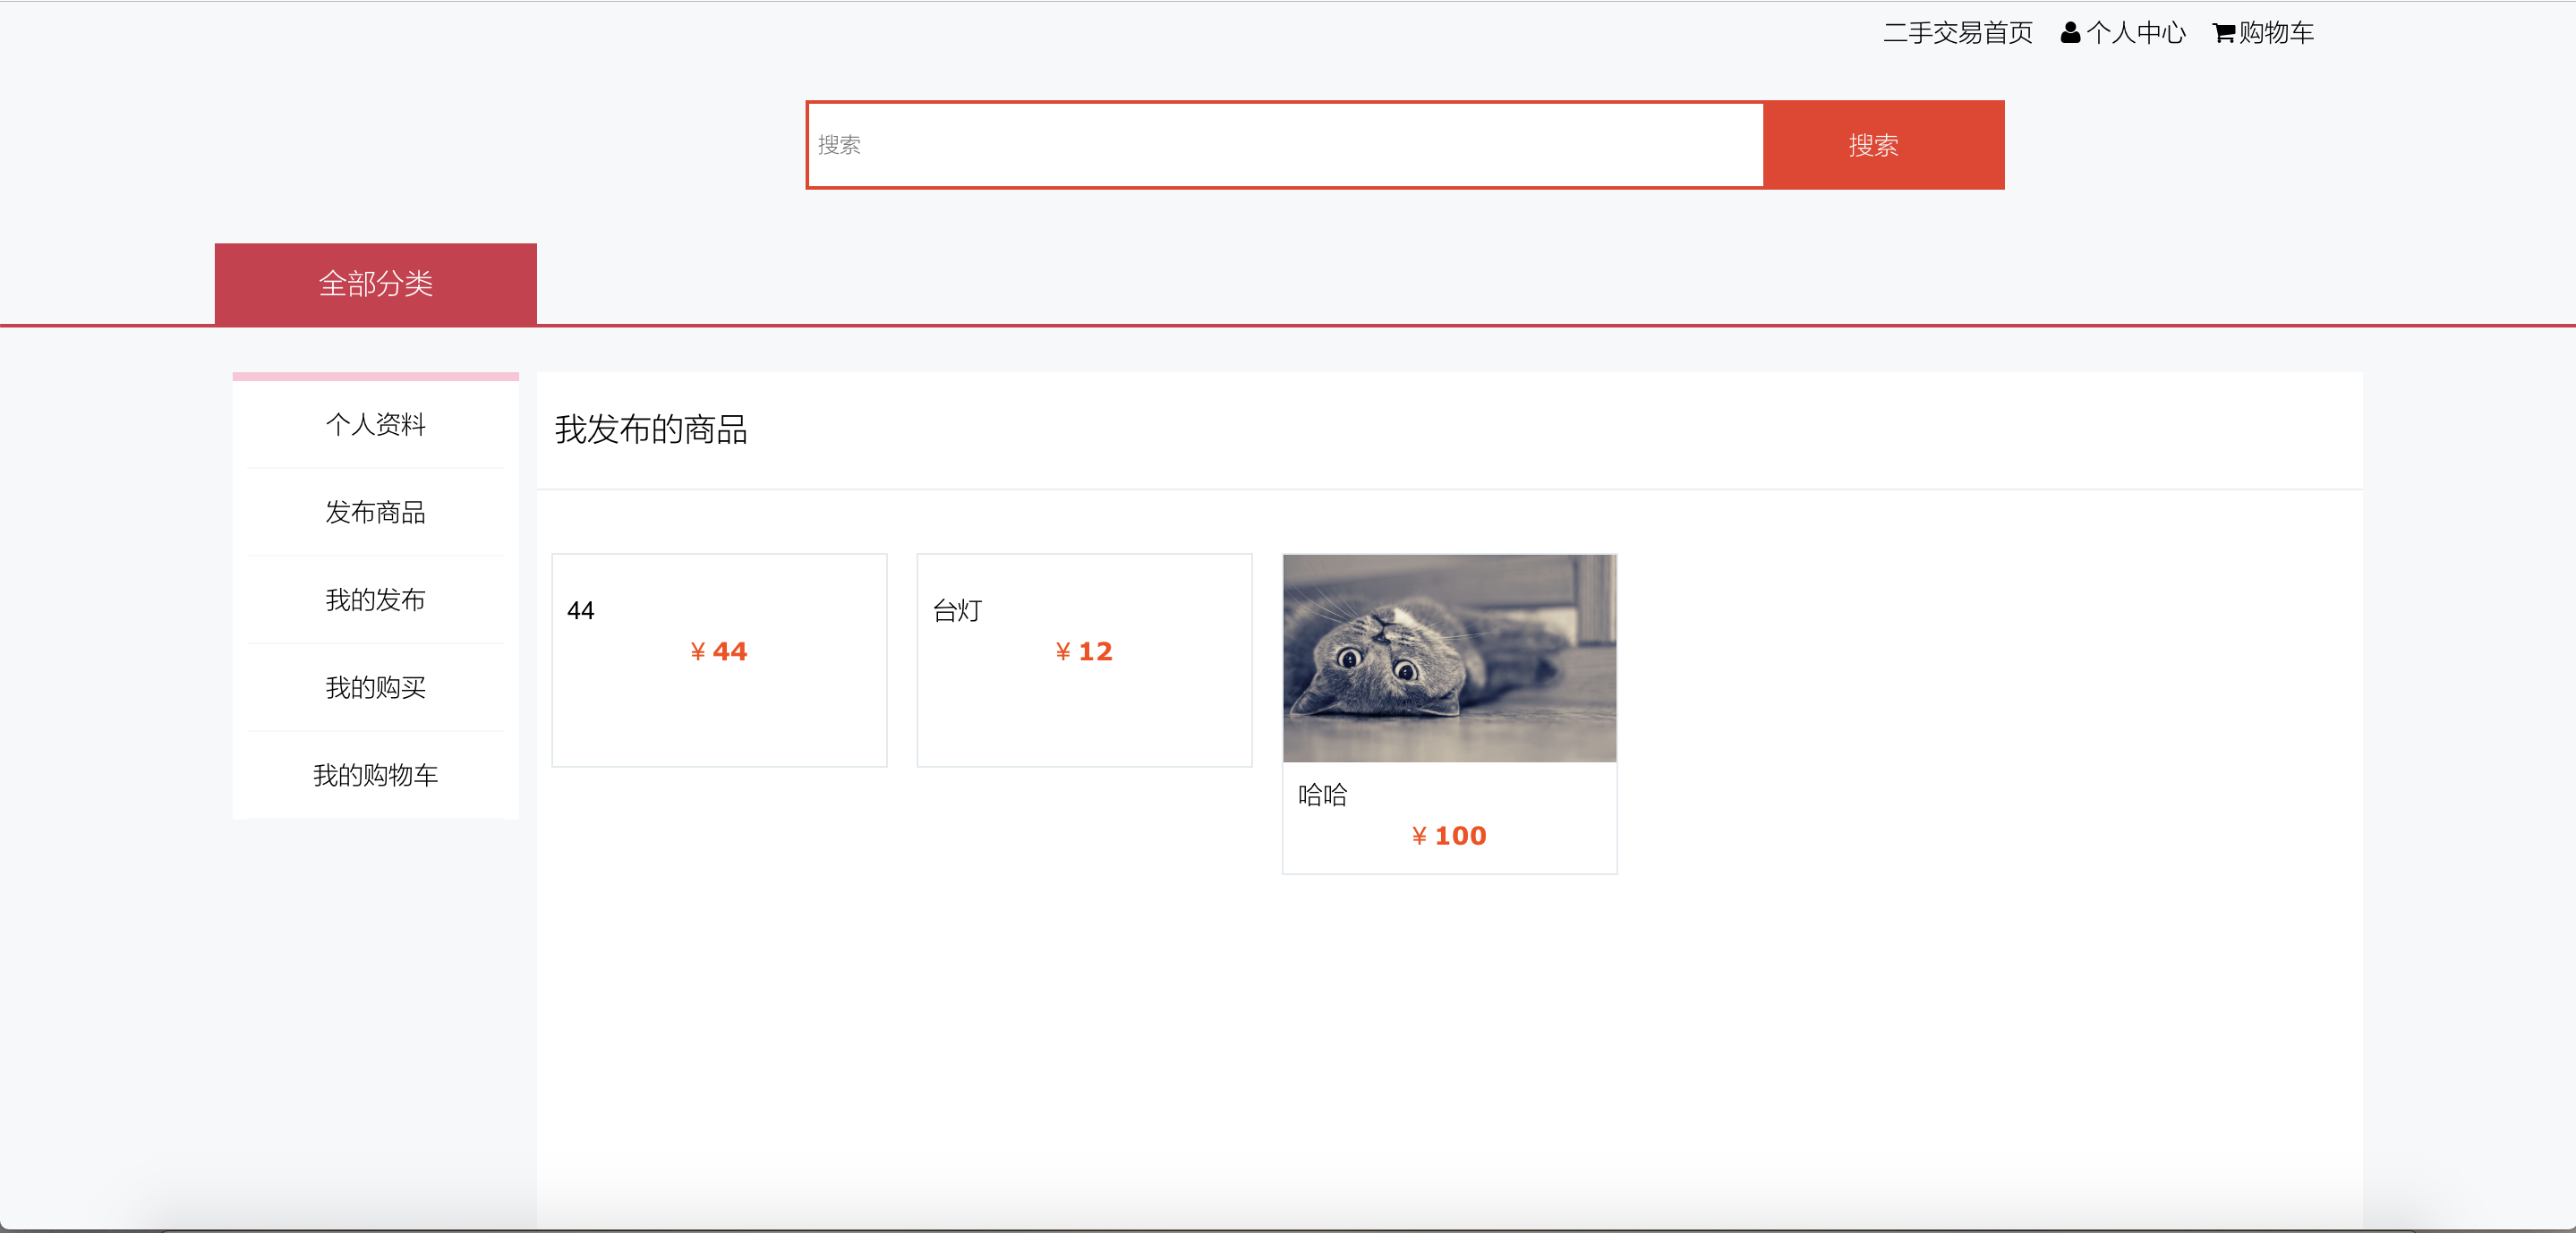 二手交易首页 个人中心 购物车
搜索 搜索
全部分类
个人资料
发布商品
我的发布
我的购买
我的购物车
我发布的商品
44
¥ 44
台灯
¥ 12
哈哈
¥ 100